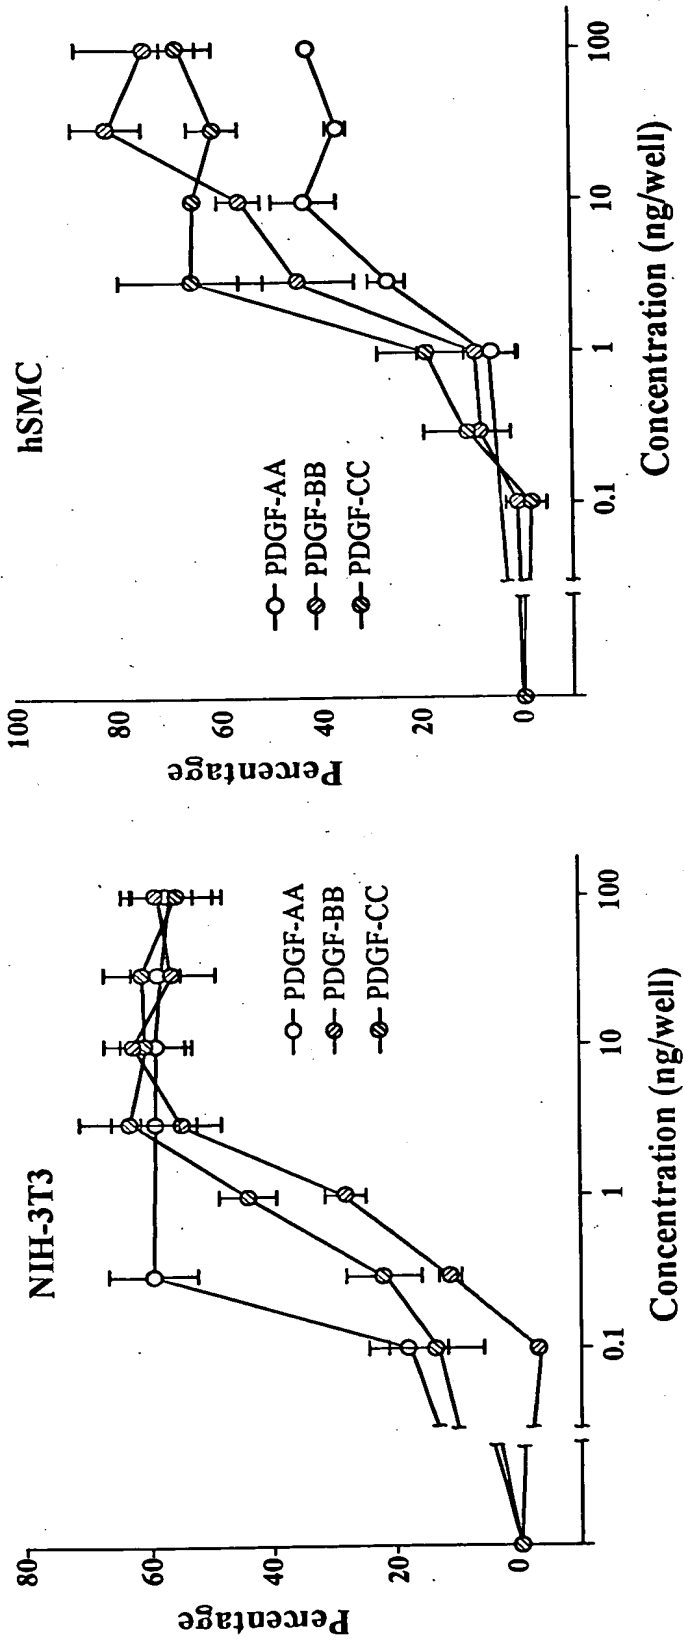 NIH-3T3
Percentage
80
60
40
20
0
PDGF-AA
PDGF-BB
PDGF-CC
0.1
1
10
100
Concentration (ng/well)
hSMC
Percentage
100
80
60
40
20
0
PDGF-AA
PDGF-BB
PDGF-CC
0.1
1
10
100
Concentration (ng/well)